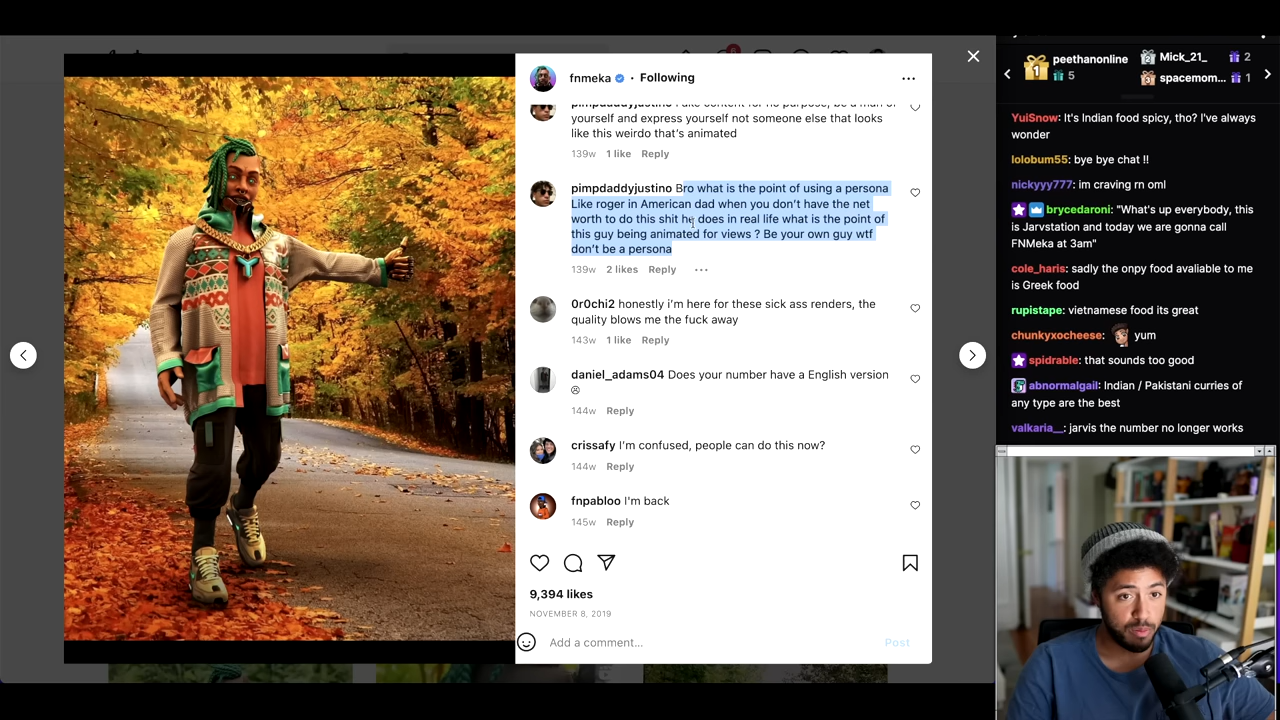 fnmeka • Following
pimpdaddyjustino Fake content for no purpose, be a man of
yourself and express yourself not someone else that looks
like this weirdo that's animated
139w 1 like Reply
pimpdaddyjustino Bro what is the point of using a persona
Like roger in American dad when you don't have the net
worth to do this shit he does in real life what is the point of
this guy being animated for views ? Be your own guy wtf
don't be a persona
139w 2 likes Reply
0r0chi2 honestly i'm here for these sick ass renders, the
quality blows me the fuck away
143w 1 like Reply
daniel_adams04 Does your number have a English version
144w Reply
crissafy I'm confused, people can do this now?
144w Reply
fnpabloo I'm back
145w Reply
9,394 likes
NOVEMBER 8, 2019
Add a comment...
Post
1 peethanonline
5
2 Mick_21_ 2
3 spacemom... 1
YuiSnow: It's Indian food spicy, tho? I've always
wonder
lolobum55: bye bye chat !!
nickyyy777: im craving rn oml
brycedaroni: "What's up everybody, this
is Jarvstation and today we are gonna call
FNMeka at 3am"
cole_haris: sadly the onpy food avaliable to me
is Greek food
rupistape: vietnamese food its great
chunkyxocheese: yum
spidrable: that sounds too good
abnormalgail: Indian / Pakistani curries of
any type are the best
valkaria__: jarvis the number no longer works